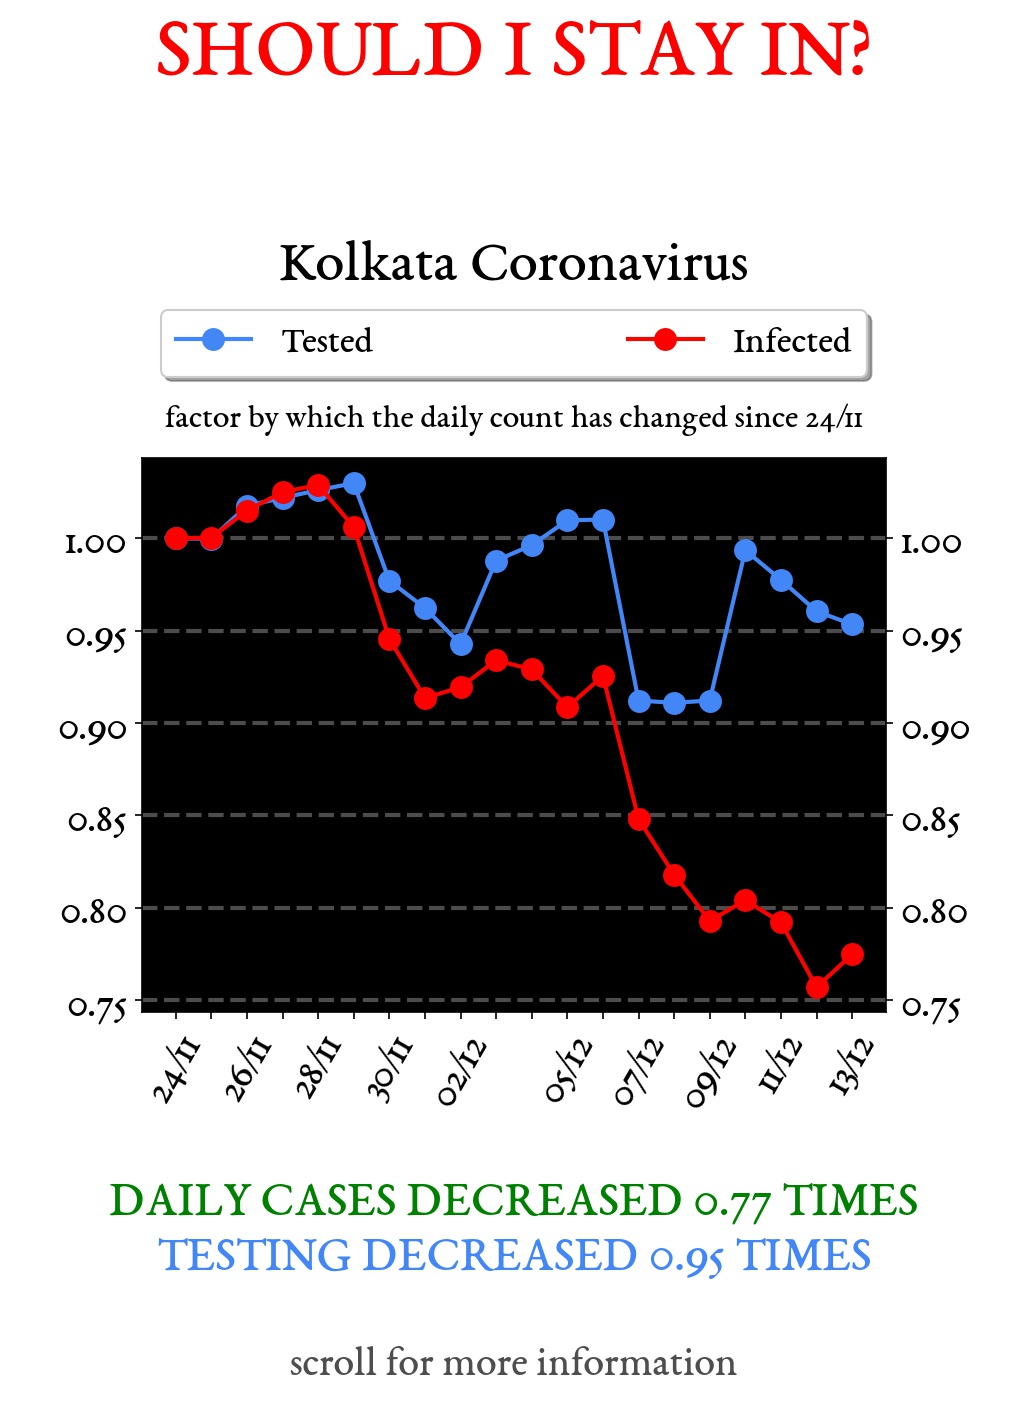 SHOULD I STAY IN?
Kolkata Coronavirus
Tested Infected
factor by which the daily count has changed since 24/11
1.00 1.00
0.95 0.95
0.90 0.90
0.85 0.85
0.80 0.80
0.75 0.75
24/11 26/11 28/11 30/11 02/12 05/12 07/12 09/12 11/12 13/12
DAILY CASES DECREASED 0.77 TIMES
TESTING DECREASED 0.95 TIMES
scroll for more information